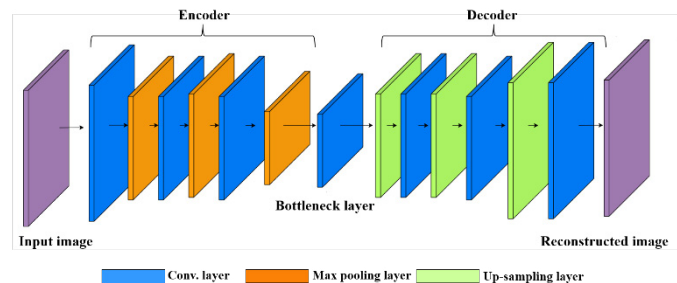 Encoder
Decoder
Bottleneck layer
Input image
Reconstructed image
Conv. layer
Max pooling layer
Up-sampling layer